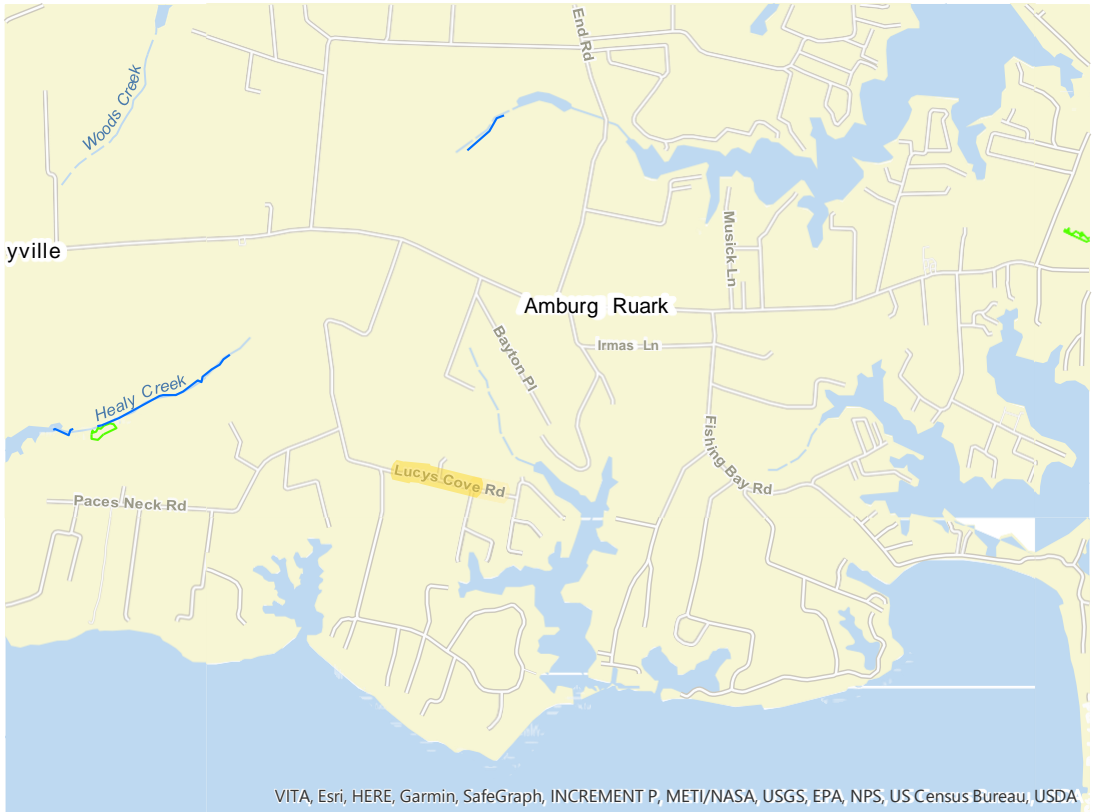 End Rd
Woods Creek
Musick Ln
yville
Amburg Ruark
Irmas Ln
Bayton Pl
Healy Creek
Fishing Bay Rd
Lucys Cove Rd
Paces Neck Rd
VITA, Esri, HERE, Garmin, SafeGraph, INCREMENT P, METI/NASA, USGS, EPA, NPS, US Census Bureau, USDA